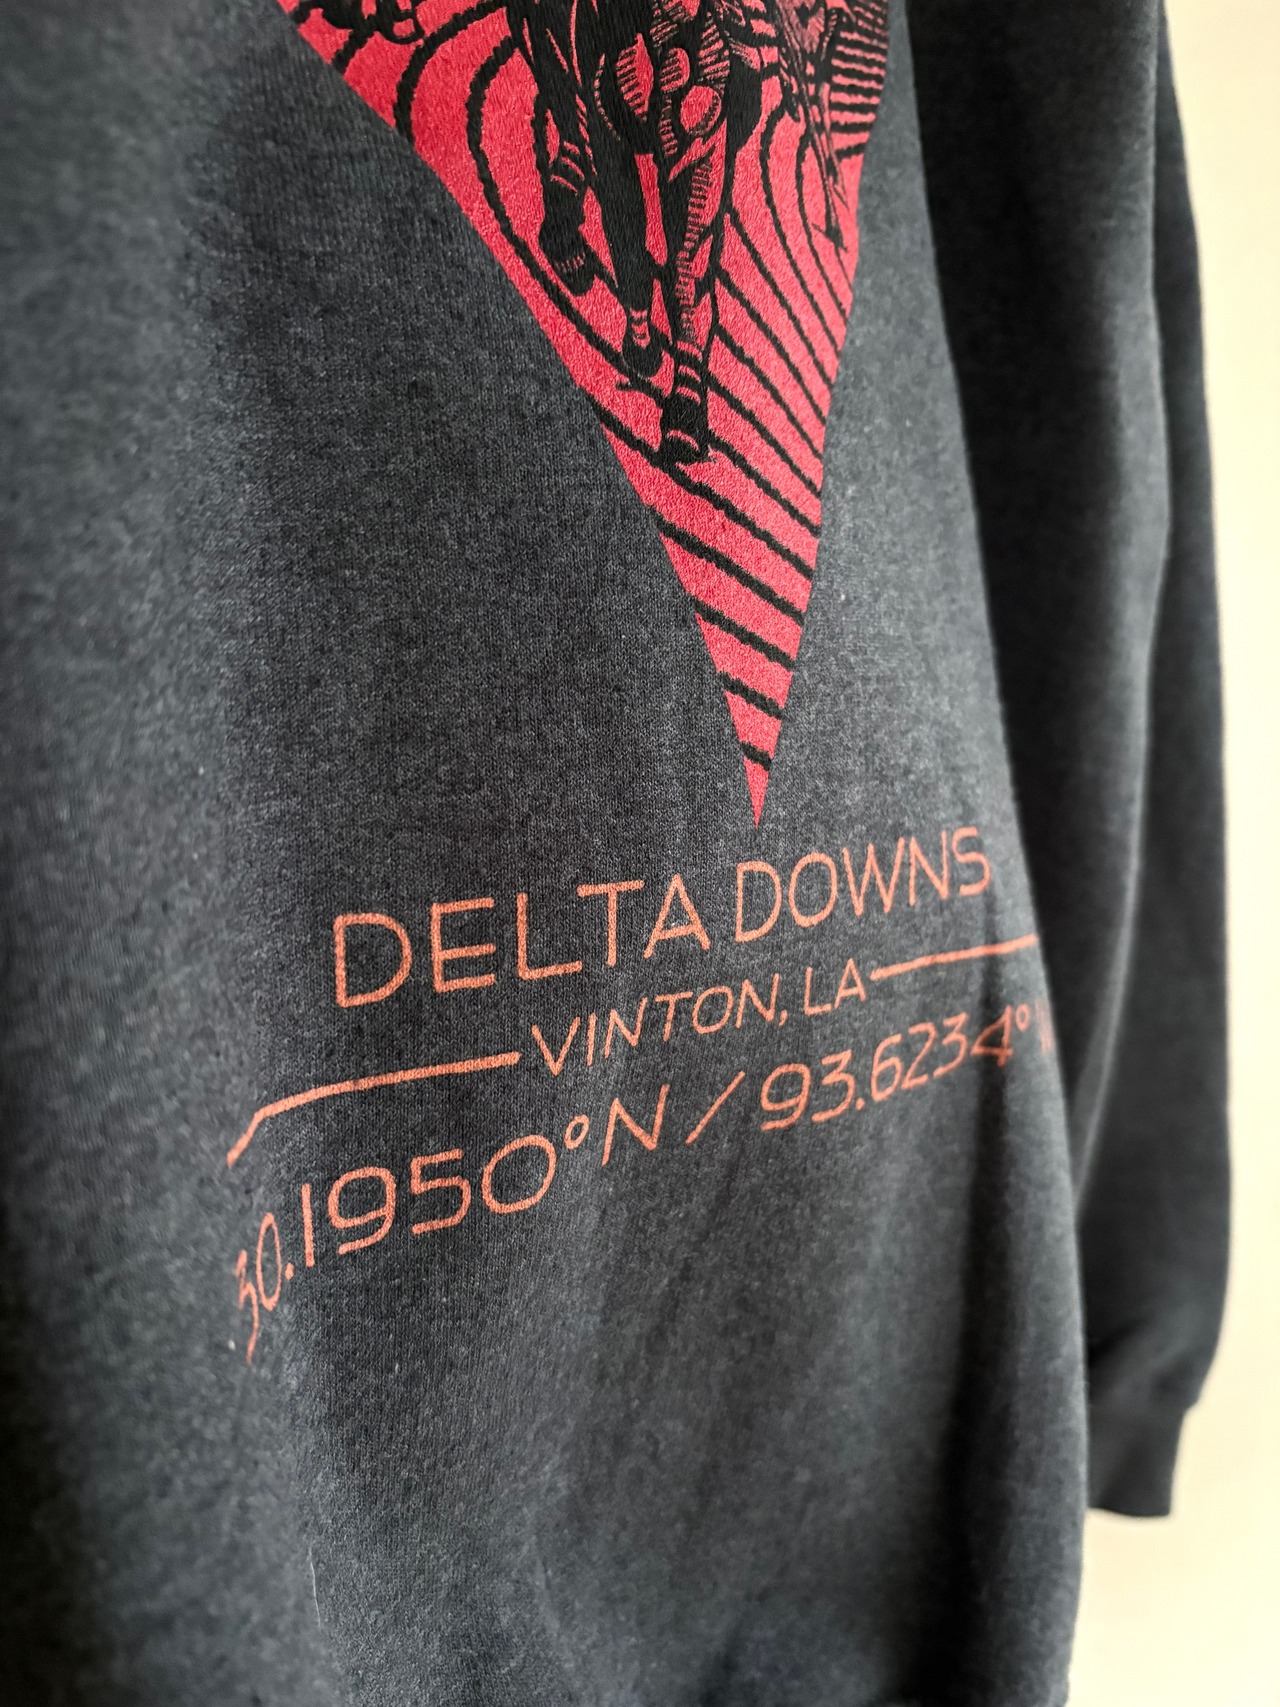 DELTA DOWNS
VINTON, LA
30.1950°N / 93.6234°